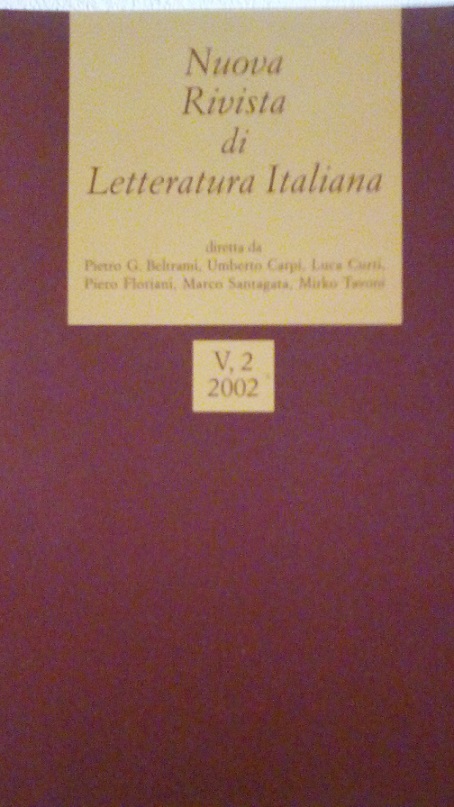 Nuova
Rivista
di
Letteratura Italiana
diretta da
Pietro G. Beltrami, Umberto Carpi, Luca Curti,
Piero Floriani, Marco Santagata, Mirko Tavoni
V, 2
2002